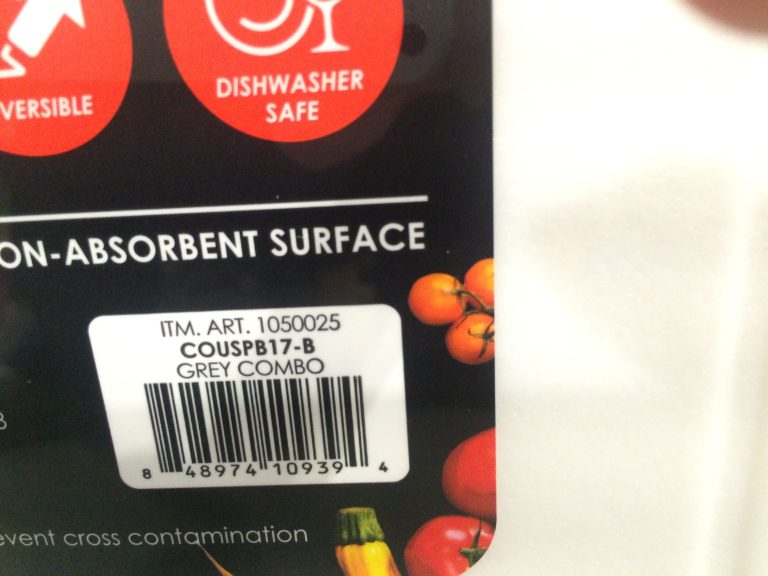 VERSIBLE
DISHWASHER
SAFE
ON-ABSORBENT SURFACE
ITM. ART. 1050025
COUSPB17-B
GREY COMBO
8 48974 10939 4
event cross contamination